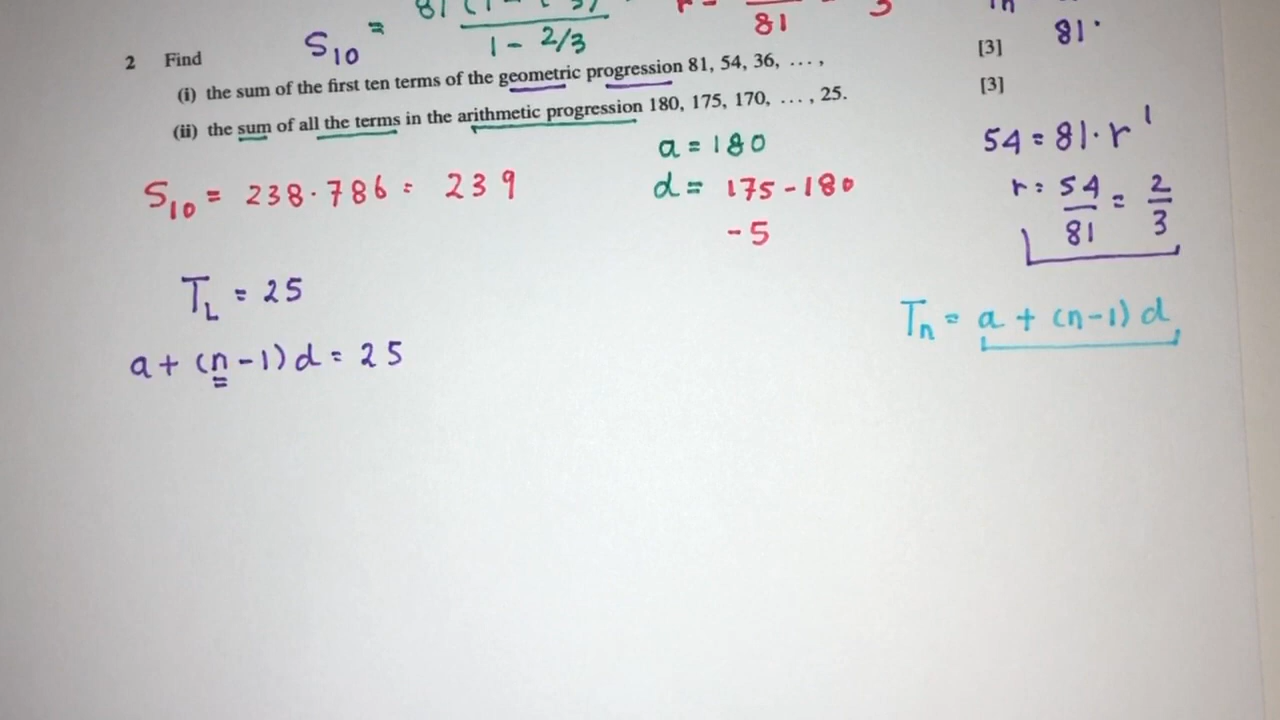 S10 =
1 - 2/3
81
3
81·
2 Find
(i) the sum of the first ten terms of the geometric progression 81, 54, 36, ... ,
[3]
(ii) the sum of all the terms in the arithmetic progression 180, 175, 170, ... , 25.
[3]
a = 180
54 = 81·r¹
S10 = 238.786 = 239
d = 175 - 180
- 5
r = 54/81 = 2/3
TL = 25
Tn = a + (n-1) d
a + (n-1) d = 25